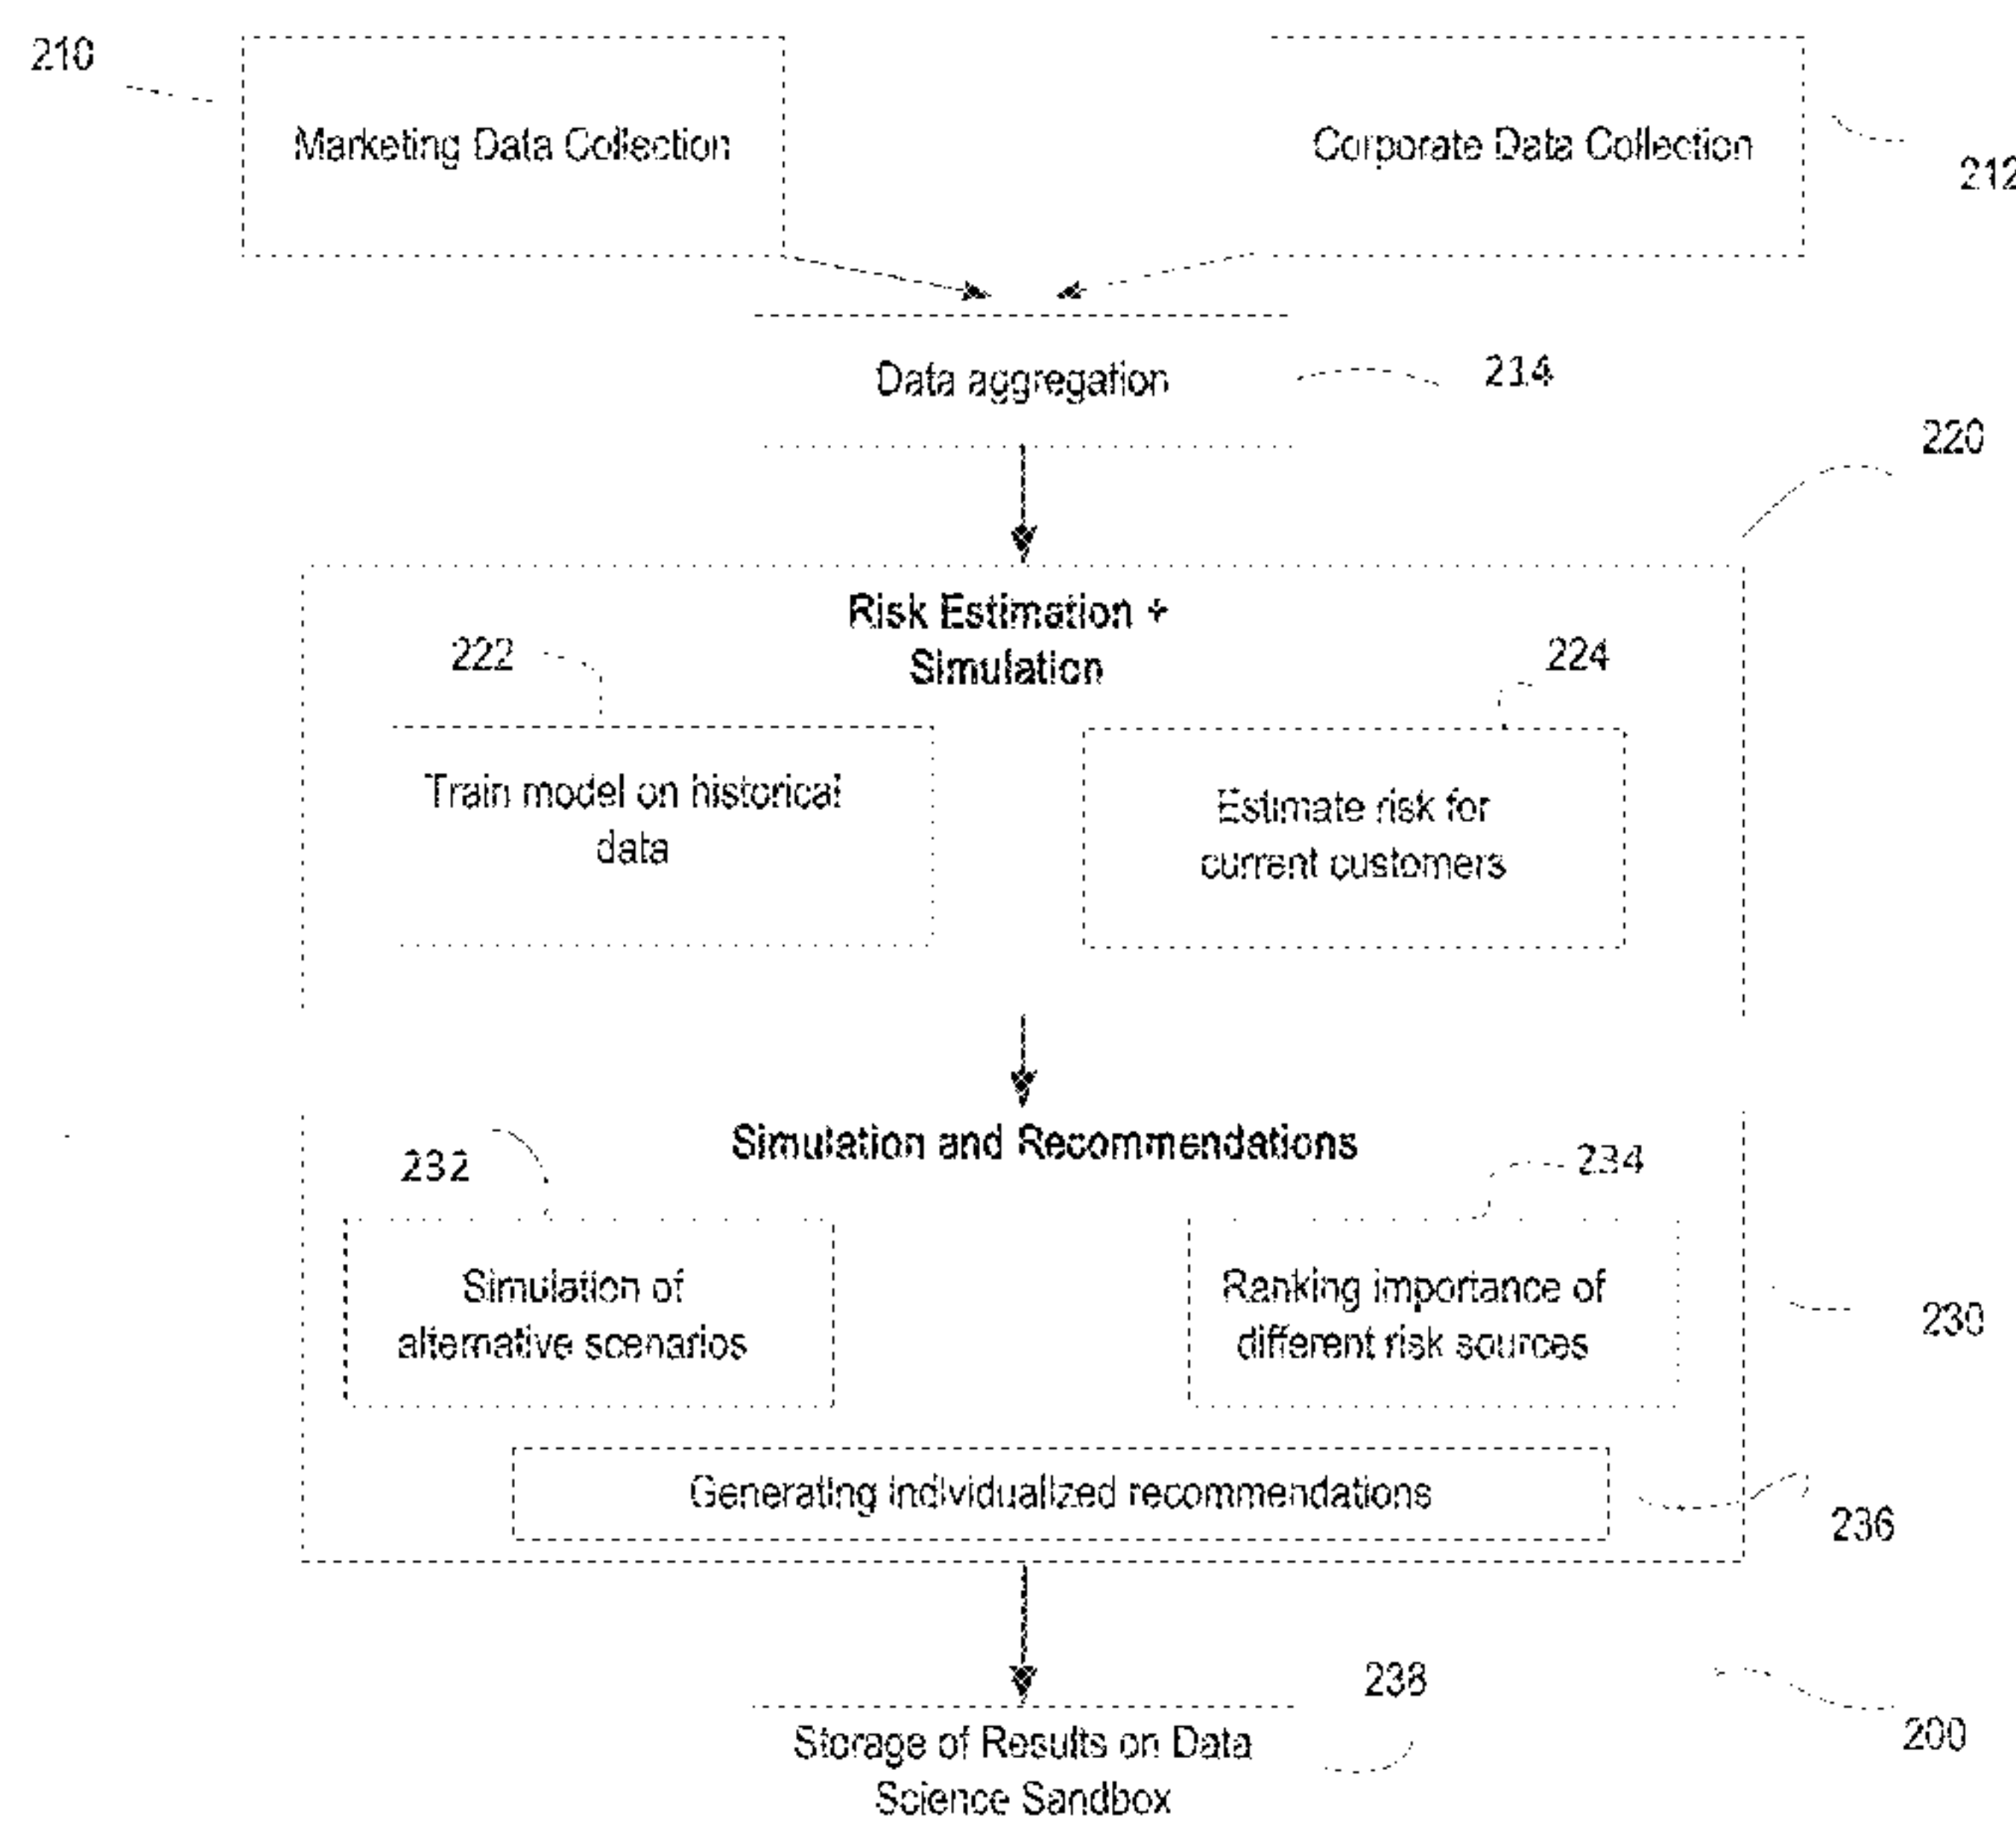 210
Marketing Data Collection
Corporate Data Collection
212
Data aggregation
214
220
Risk Estimation +
Simulation
222
224
Train model on historical
data
Estimate risk for
current customers
Simulation and Recommendations
232
234
Simulation of
alternative scenarios
Ranking importance of
different risk sources
230
Generating individualized recommendations
236
238
Storage of Results on Data
Science Sandbox
200